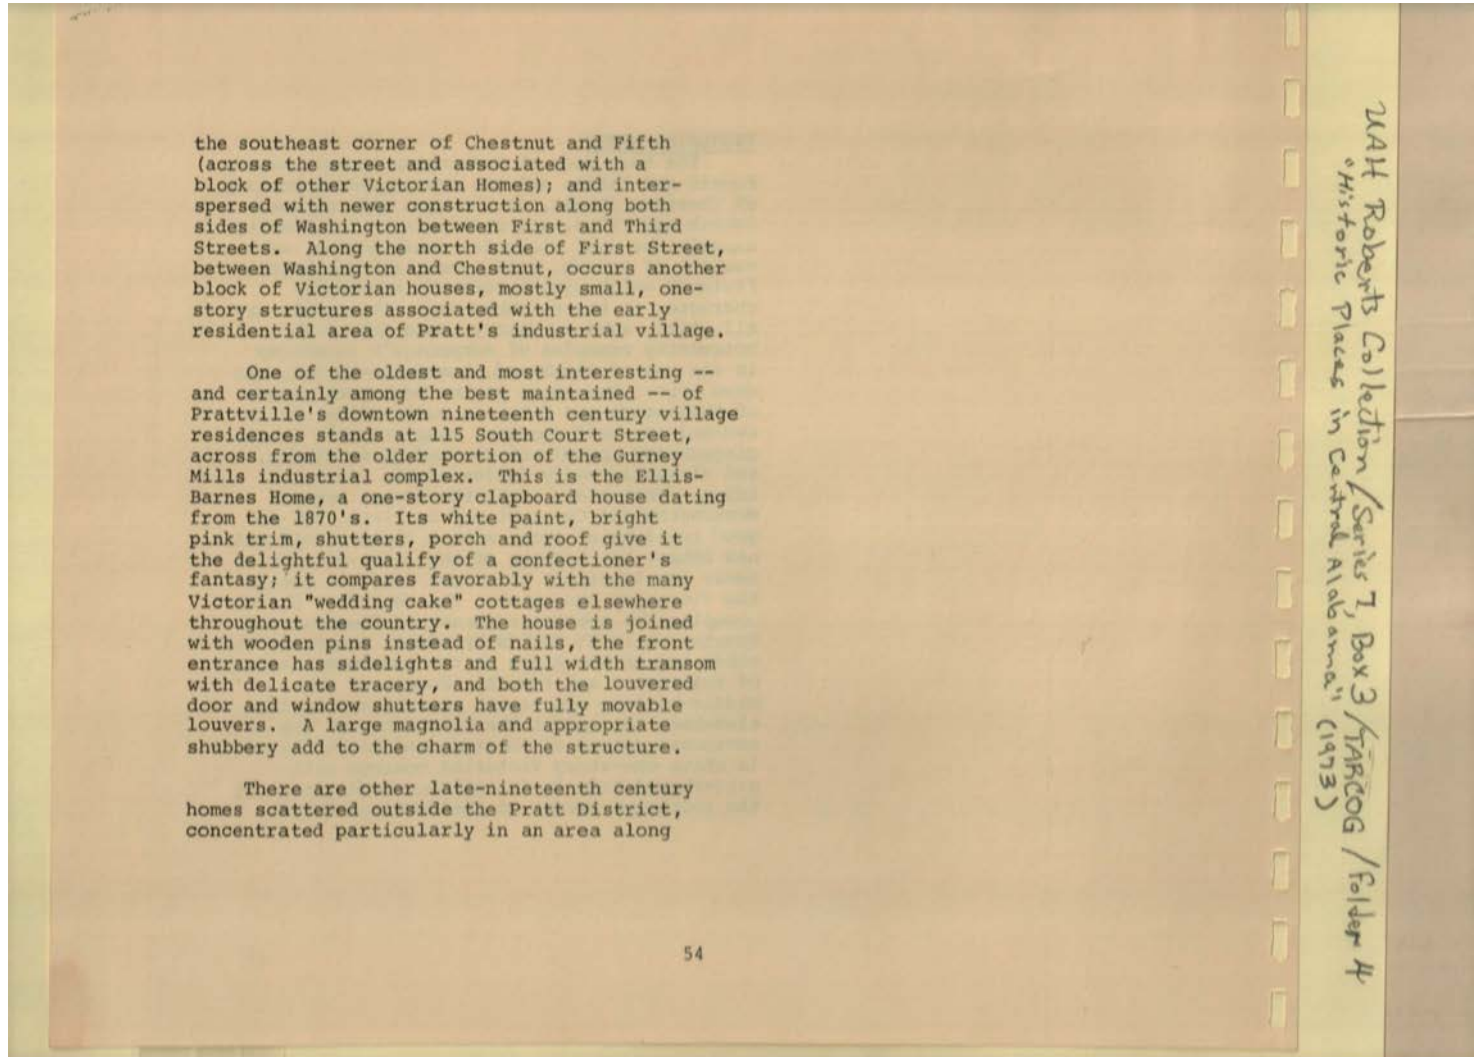 the southeast corner of Chestnut and Fifth
(across the street and associated with a
block of other Victorian Homes); and inter-
spersed with newer construction along both
sides of Washington between First and Third
Streets. Along the north side of First Street,
between Washington and Chestnut, occurs another
block of Victorian houses, mostly small, one-
story structures associated with the early
residential area of Pratt's industrial village.
One of the oldest and most interesting --
and certainly among the best maintained -- of
Prattville's downtown nineteenth century village
residences stands at 115 South Court Street,
across from the older portion of the Gurney
Mills industrial complex. This is the Ellis-
Barnes Home, a one-story clapboard house dating
from the 1870's. Its white paint, bright
pink trim, shutters, porch and roof give it
the delightful qualify of a confectioner's
fantasy; it compares favorably with the many
Victorian "wedding cake" cottages elsewhere
throughout the country. The house is joined
with wooden pins instead of nails, the front
entrance has sidelights and full width transom
with delicate tracery, and both the louvered
door and window shutters have fully movable
louvers. A large magnolia and appropriate
shubbery add to the charm of the structure.
There are other late-nineteenth century
homes scattered outside the Pratt District,
concentrated particularly in an area along
54
UAH Roberts Collection/Series 7, Box 3/TARCOG/folder 4
"Historic Places in Central Alabama" (1973)